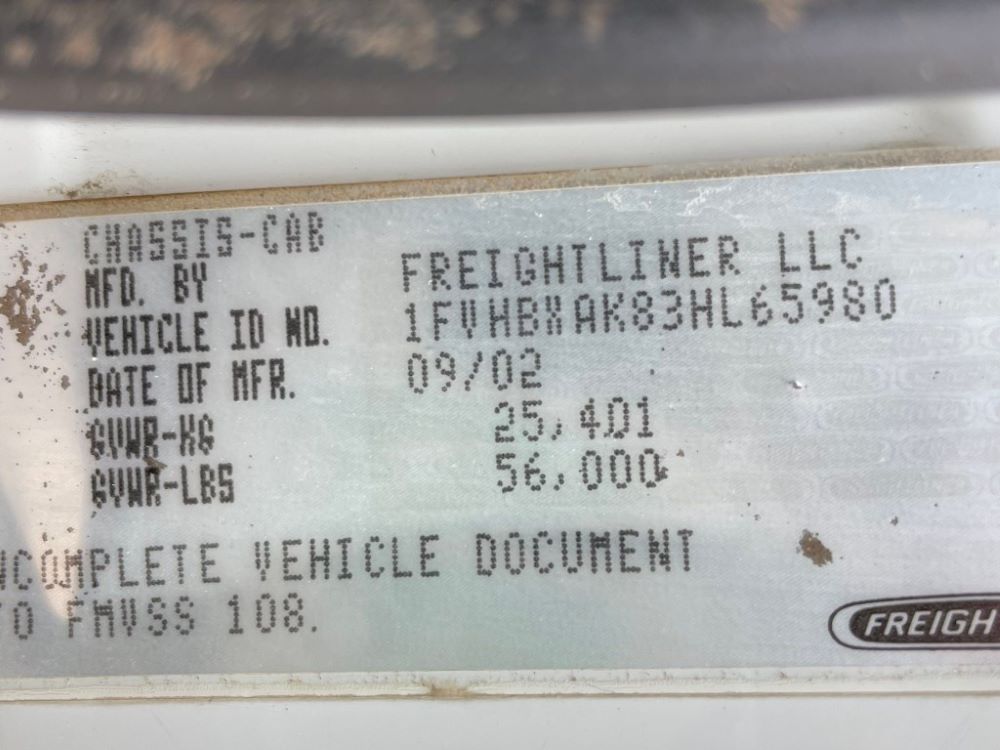 CHASSIS-CAB
MFD. BY FREIGHTLINER LLC
VEHICLE ID NO. 1FVHBXAK83HL65980
DATE OF MFR. 09/02
GVWR-KG 25,401
GVWR-LBS 56,000
NCOMPLETE VEHICLE DOCUMENT
TO FMVSS 108.
FREIGH